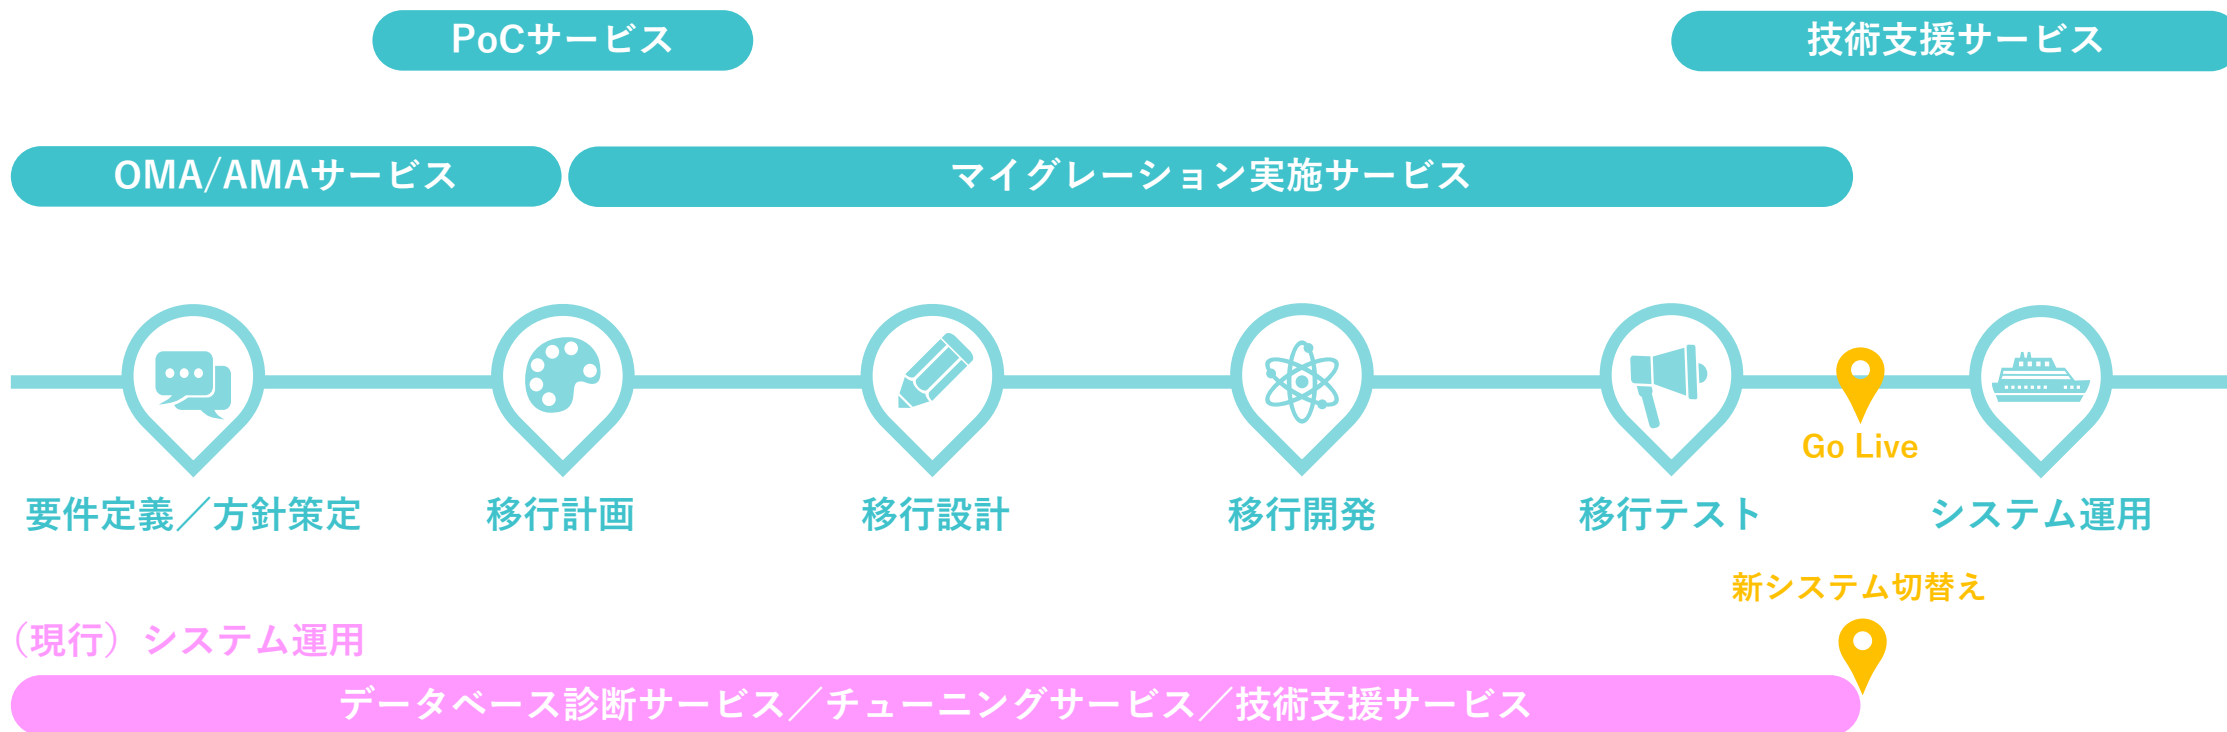 PoCサービス
技術支援サービス
OMA/AMAサービス
マイグレーション実施サービス
Go Live
要件定義／方針策定
移行計画
移行設計
移行開発
移行テスト
システム運用
新システム切替え
（現行）システム運用
データベース診断サービス／チューニングサービス／技術支援サービス